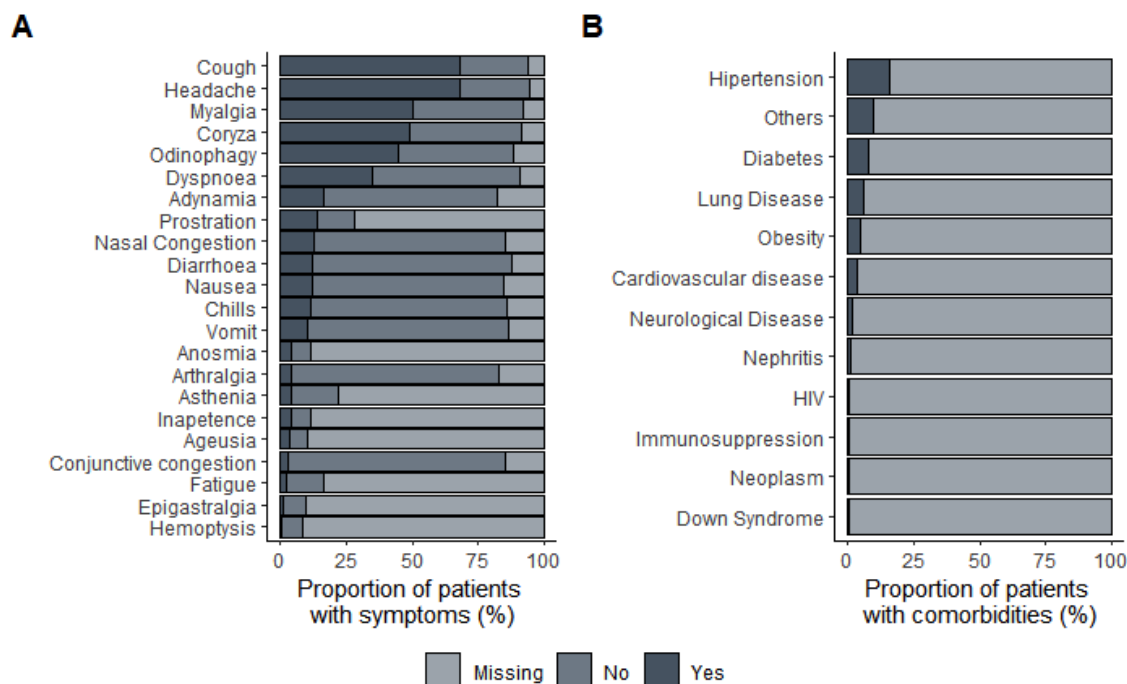 A
Cough
Headache
Myalgia
Coryza
Odinophagy
Dyspnoea
Adynamia
Prostration
Nasal Congestion
Diarrhoea
Nausea
Chills
Vomit
Anosmia
Arthralgia
Asthenia
Inapetence
Ageusia
Conjunctive congestion
Fatigue
Epigastralgia
Hemoptysis
0 25 50 75 100
Proportion of patients
with symptoms (%)
B
Hipertension
Others
Diabetes
Lung Disease
Obesity
Cardiovascular disease
Neurological Disease
Nephritis
HIV
Immunosuppression
Neoplasm
Down Syndrome
0 25 50 75 100
Proportion of patients
with comorbidities (%)
Missing No Yes